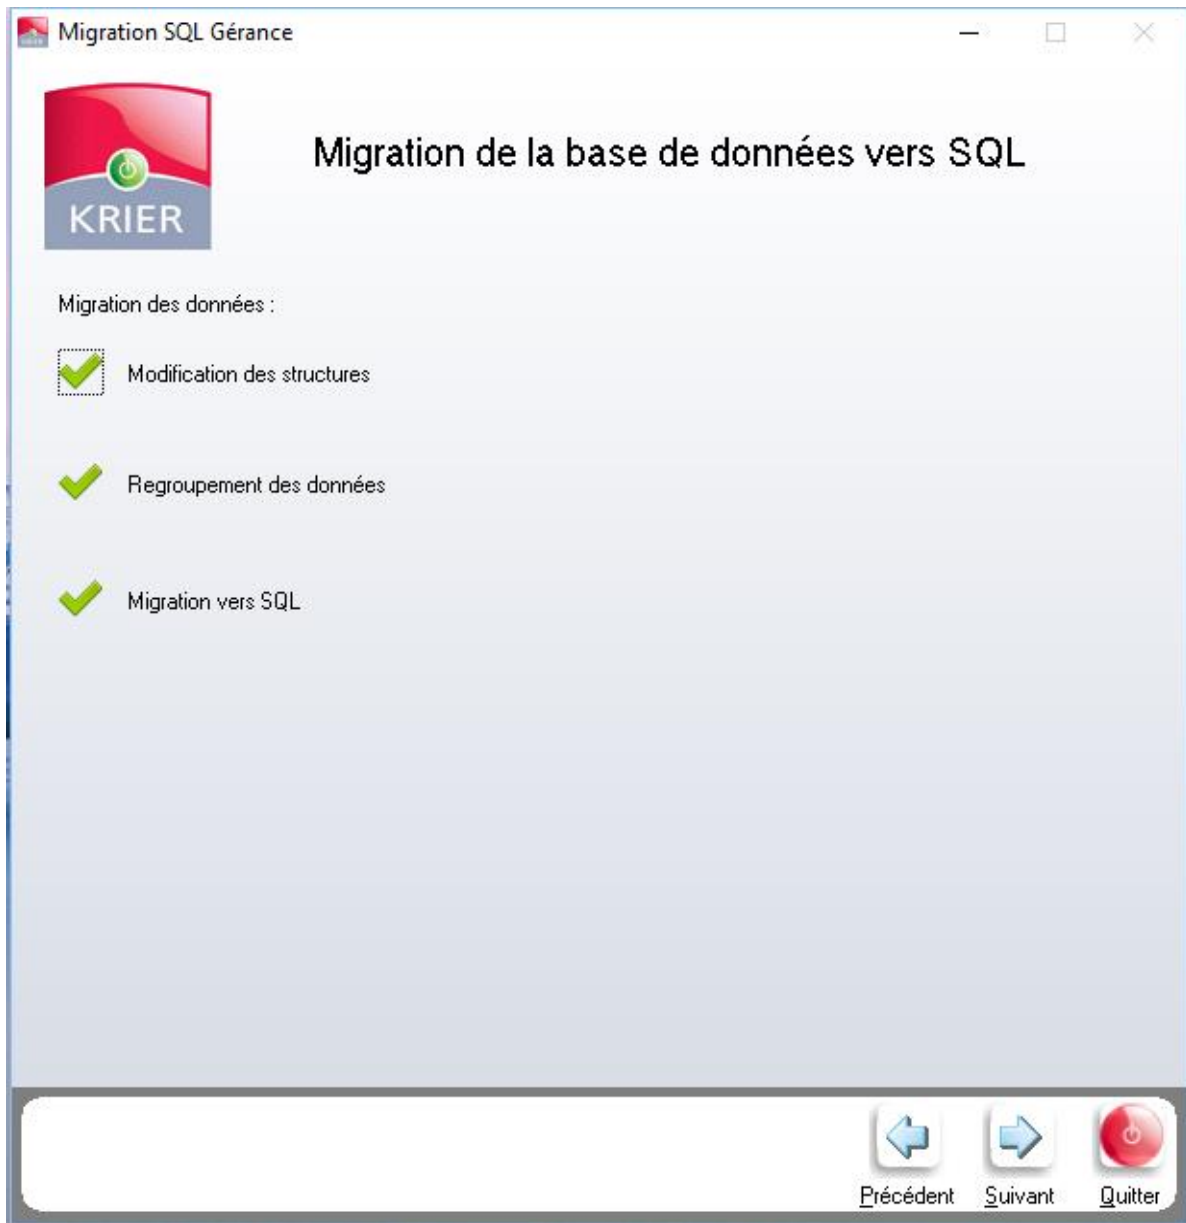 Migration SQL Gérance
Migration de la base de données vers SQL
KRIER
Migration des données :
Modification des structures
Regroupement des données
Migration vers SQL
Précédent
Suivant
Quitter